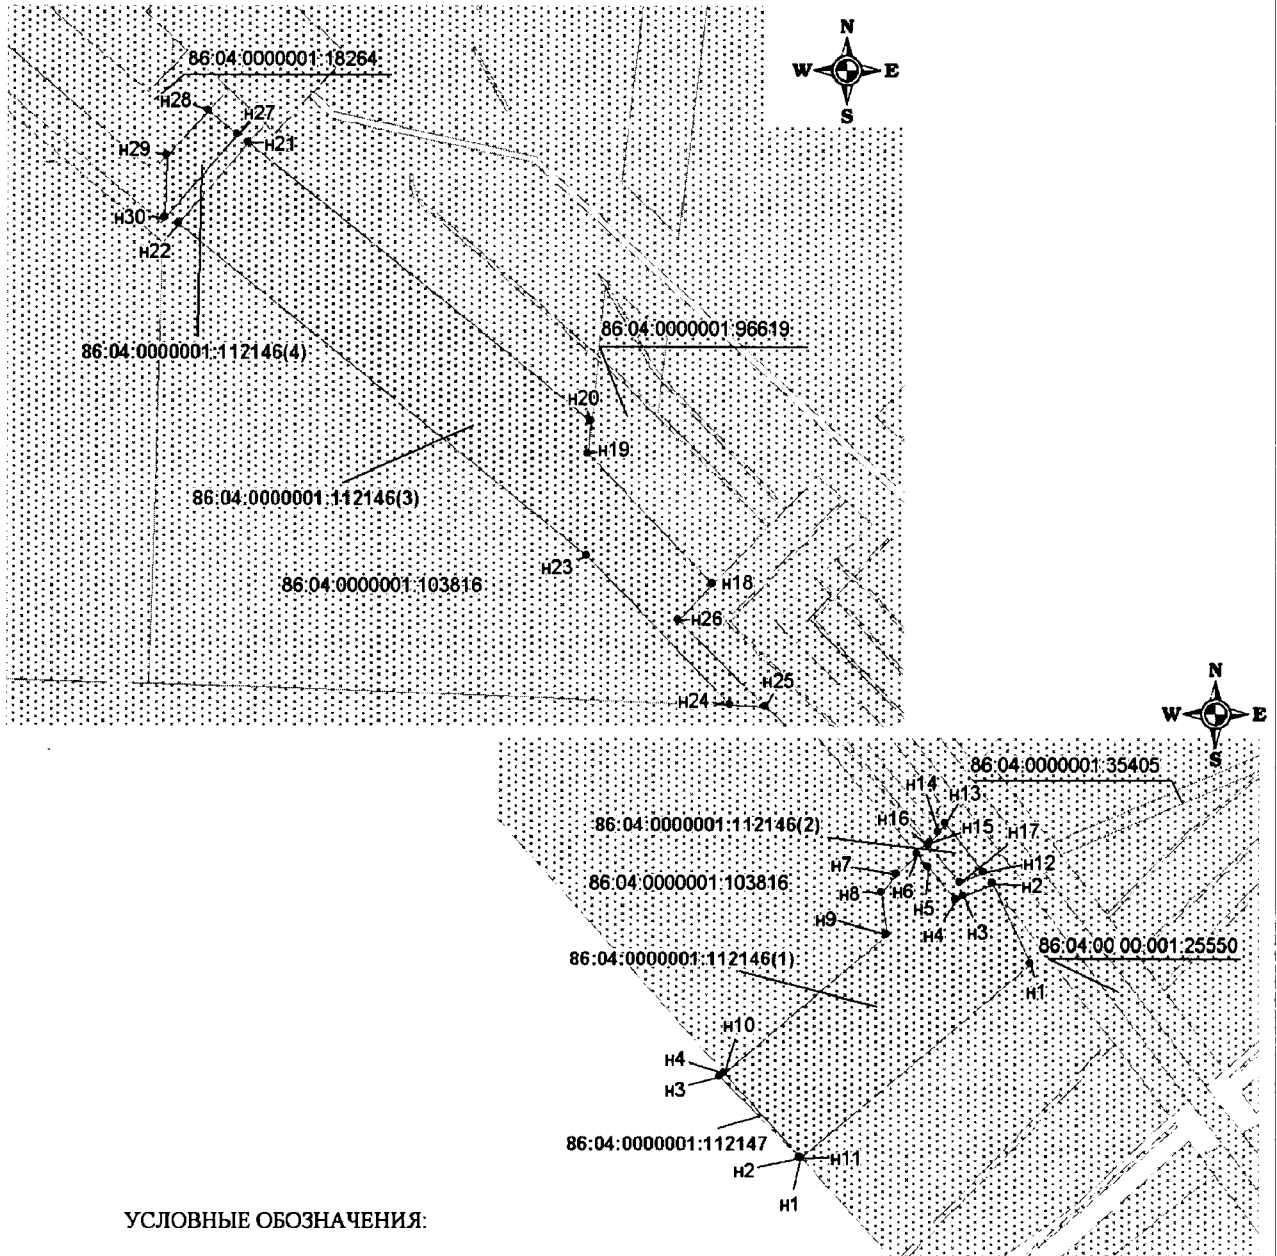 N
W E
S
86:04:0000001:18264
н28
н27
н29
н21
н30
н22
86:04:0000001:96619
86:04:0000001:112146(4)
н20
н19
86:04:0000001:112146(3)
н23
86:04:0000001:103816
н18
н26
н25
н24
N
W E
S
86:04:0000001:35405
н14
н13
н16
86:04:0000001:112146(2)
н15
н17
н7
н12
86:04:0000001:103816
н8
н6
н2
н5
н9
н4
н3
86:04:00 00 001:25550
86:04:0000001:112146(1)
н1
н10
н4
н3
86:04:0000001:112147
н11
н2
н1
УСЛОВНЫЕ ОБОЗНАЧЕНИЯ: